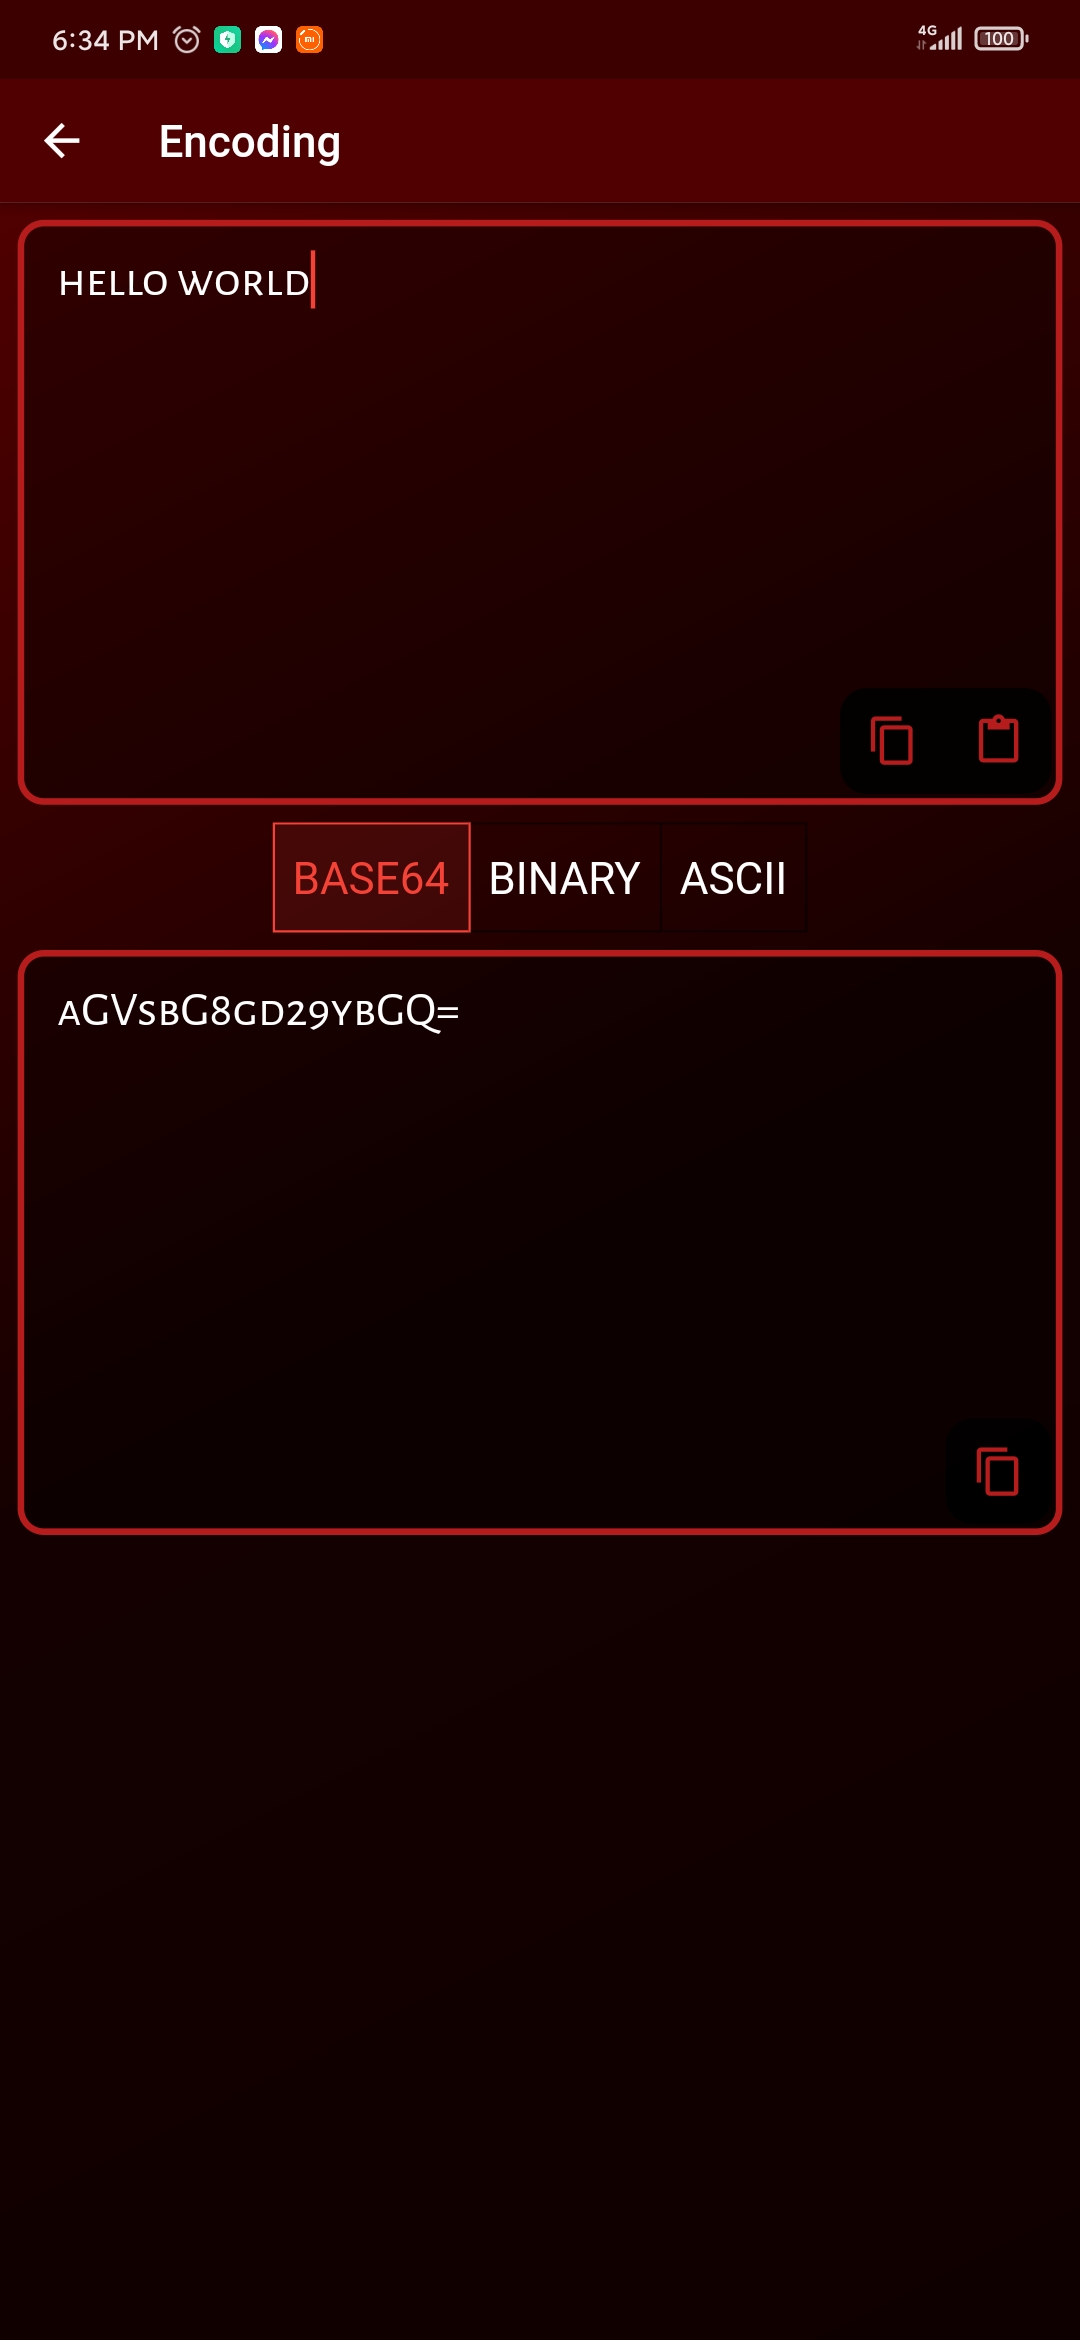 6:34 PM
4G
100
Encoding
hello world
BASE64 BINARY ASCII
aGVsbG8gd29ybGQ=